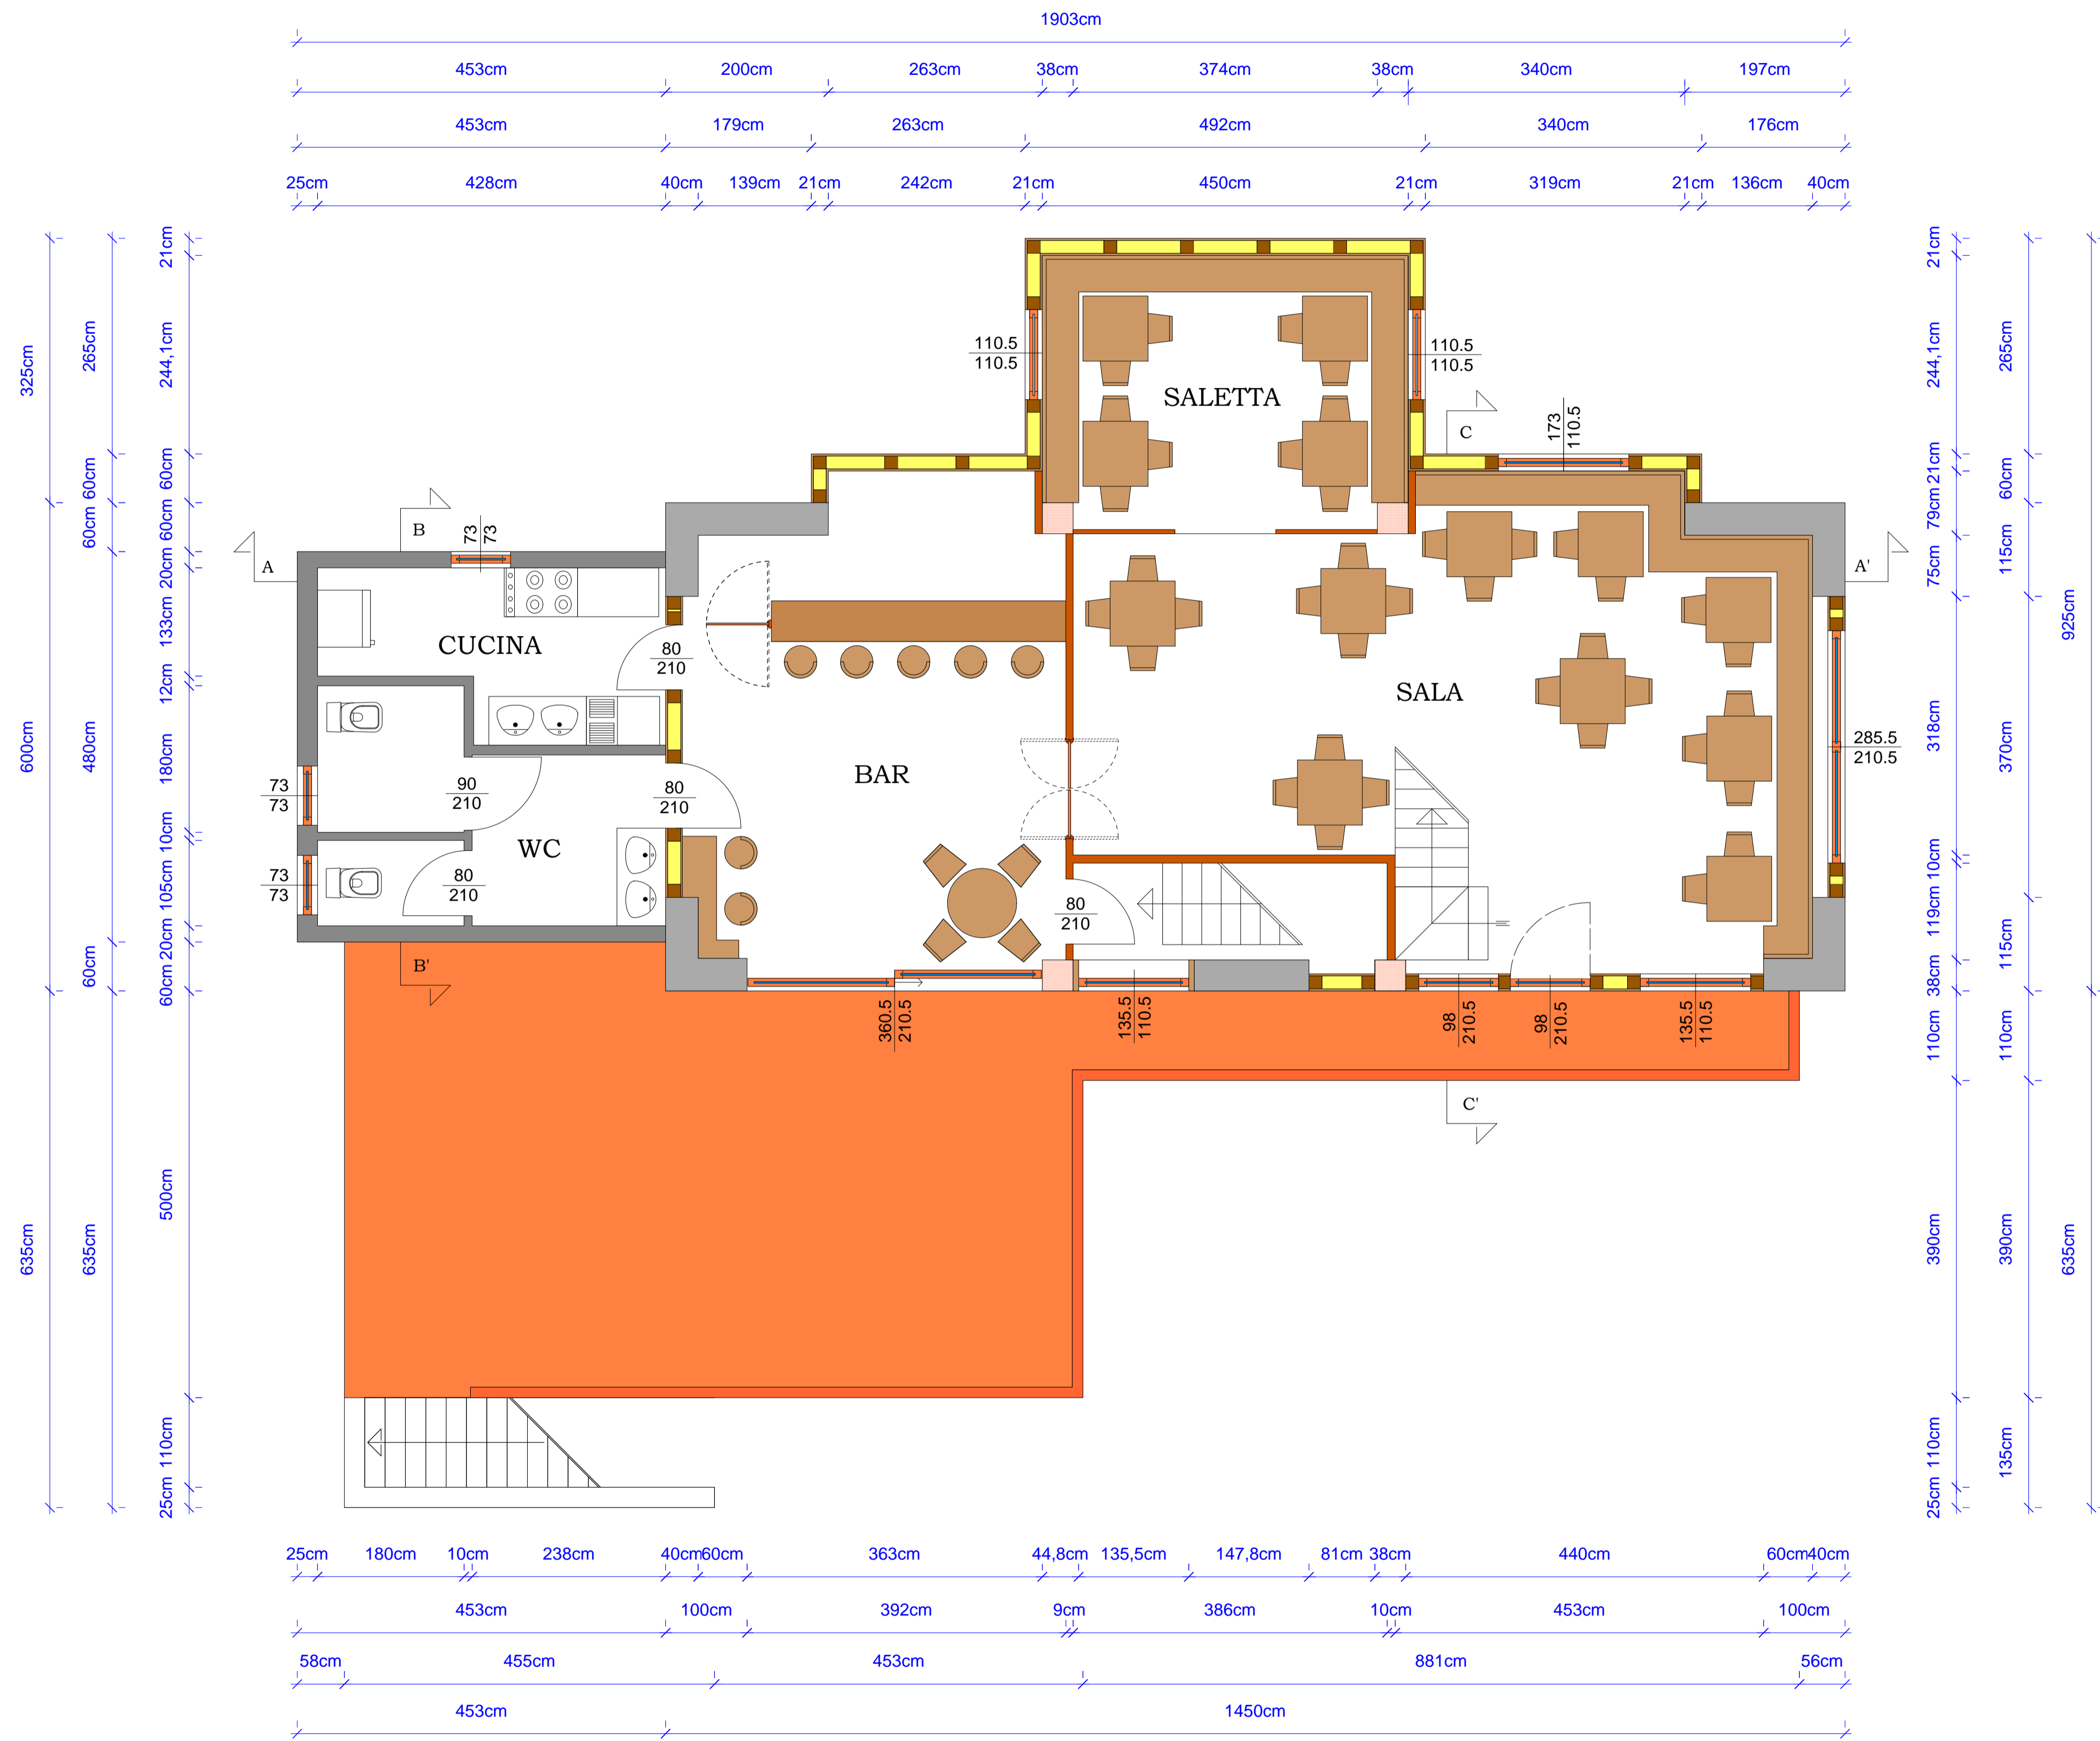 1903cm
453cm 200cm 263cm 38cm 374cm 38cm 340cm 197cm
453cm 179cm 263cm 492cm 340cm 176cm
25cm 428cm 40cm 139cm 21cm 242cm 21cm 450cm 21cm 319cm 21cm 136cm 40cm
325cm
600cm
635cm
265cm
60cm
60cm
480cm
60cm
635cm
21cm
244,1cm
60cm
60cm
20cm
133cm
12cm
180cm
10cm
105cm
20cm
60cm
500cm
110cm
25cm
110.5
110.5
110.5
110.5
SALETTA
C
173
110.5
B
73
73
A
A'
CUCINA
80
210
SALA
285.5
210.5
BAR
73
73
90
210
80
210
WC
73
73
80
210
80
210
B'
360.5
210.5
135.5
110.5
98
210.5
98
210.5
135.5
110.5
C'
21cm
244,1cm
21cm
79cm
75cm
318cm
10cm
119cm
38cm
110cm
390cm
110cm
25cm
265cm
60cm
115cm
370cm
115cm
110cm
390cm
135cm
925cm
635cm
25cm 180cm 10cm 238cm 40cm 60cm 363cm 44,8cm 135,5cm 147,8cm 81cm 38cm 440cm 60cm 40cm
453cm 100cm 392cm 9cm 386cm 10cm 453cm 100cm
58cm 455cm 453cm 881cm 56cm
453cm 1450cm